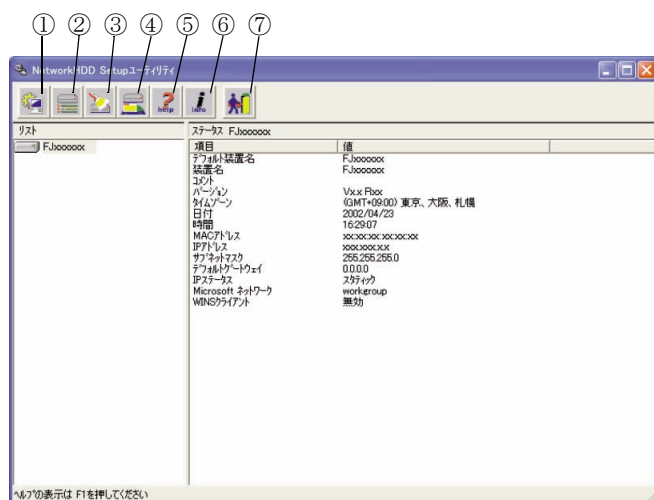 ① ② ③ ④ ⑤ ⑥ ⑦
NetworkHDD Setupユーティリティ
help info
リスト
ステータス FJxxxxxx
FJxxxxxx
項目 値
デフォルト装置名 FJxxxxxx
装置名 FJxxxxxx
コメント
バージョン Vx.x Rxx
タイムゾーン (GMT+09:00) 東京、大阪、札幌
日付 2002/04/23
時間 16:29:07
MACアドレス xx:xx:xx:xx:xx:xx
IPアドレス xxx.xxx.x.x
サブネットマスク 255.255.255.0
デフォルトゲートウェイ 0.0.0.0
IPステータス スタティック
Microsoft ネットワーク workgroup
WINSクライアント 無効
ヘルプの表示は F1を押してください